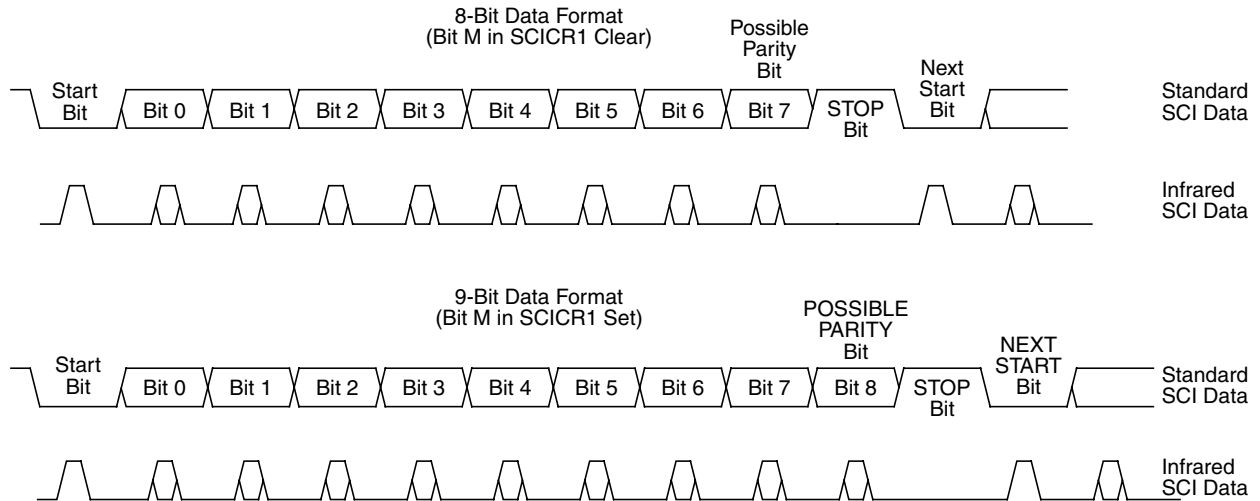 8-Bit Data Format
(Bit M in SCICR1 Clear)
Possible
Parity
Bit
Start
Bit
Bit 0
Bit 1
Bit 2
Bit 3
Bit 4
Bit 5
Bit 6
Bit 7
STOP
Bit
Next
Start
Bit
Standard
SCI Data
Infrared
SCI Data
9-Bit Data Format
(Bit M in SCICR1 Set)
POSSIBLE
PARITY
Bit
Start
Bit
Bit 0
Bit 1
Bit 2
Bit 3
Bit 4
Bit 5
Bit 6
Bit 7
Bit 8
STOP
Bit
NEXT
START
Bit
Standard
SCI Data
Infrared
SCI Data